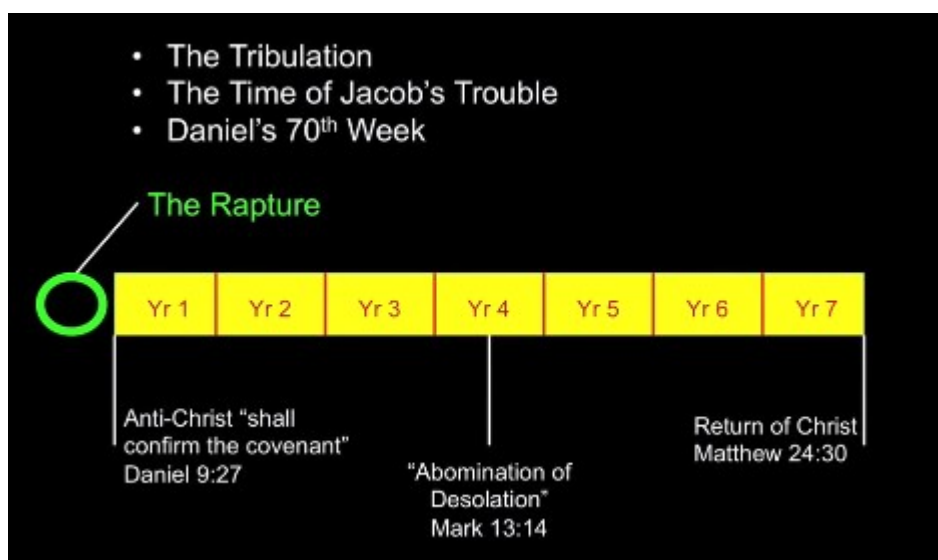 • The Tribulation
• The Time of Jacob's Trouble
• Daniel's 70th Week
The Rapture
Yr 1 Yr 2 Yr 3 Yr 4 Yr 5 Yr 6 Yr 7
Anti-Christ “shall
confirm the covenant”
Daniel 9:27
“Abomination of
Desolation”
Mark 13:14
Return of Christ
Matthew 24:30